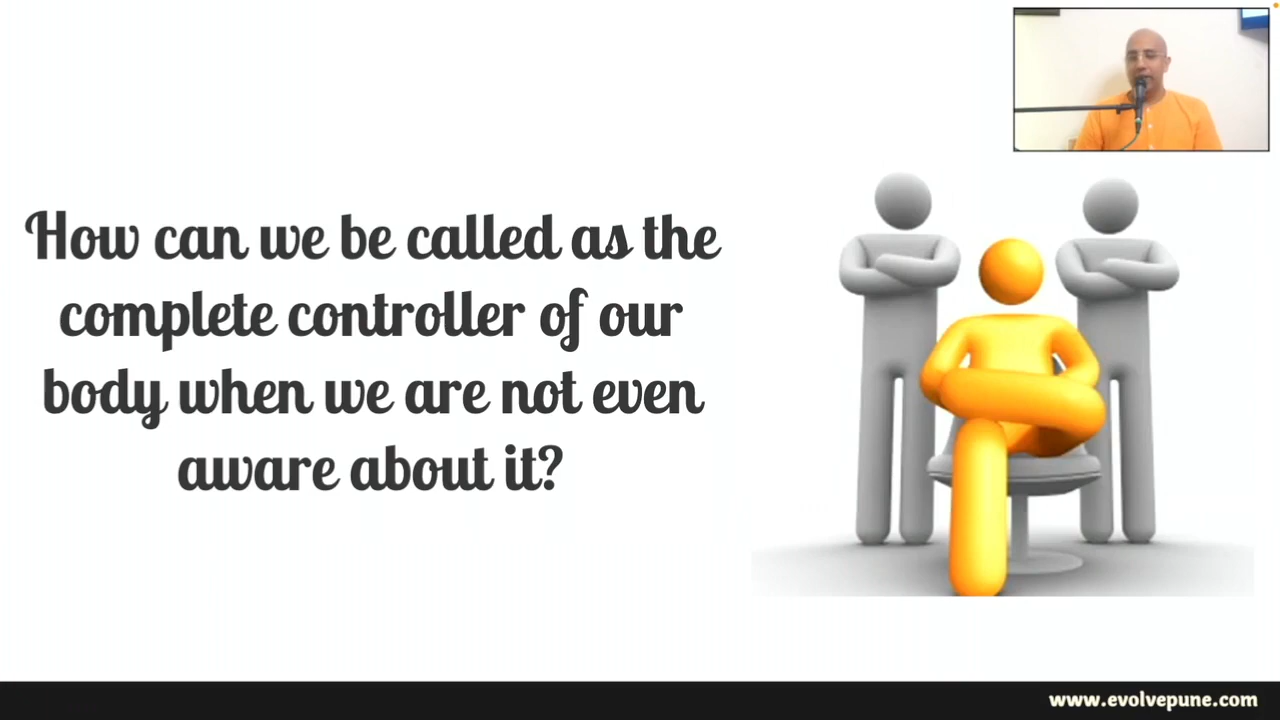 How can we be called as the
complete controller of our
body when we are not even
aware about it?
www.evolvepune.com